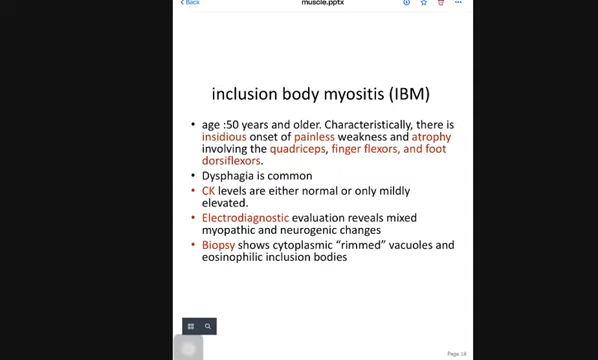 Back
muscle.pptx
inclusion body myositis (IBM)
• age :50 years and older. Characteristically, there is
insidious onset of painless weakness and atrophy
involving the quadriceps, finger flexors, and foot
dorsiflexors.
• Dysphagia is common
• CK levels are either normal or only mildly
elevated.
• Electrodiagnostic evaluation reveals mixed
myopathic and neurogenic changes
• Biopsy shows cytoplasmic “rimmed” vacuoles and
eosinophilic inclusion bodies